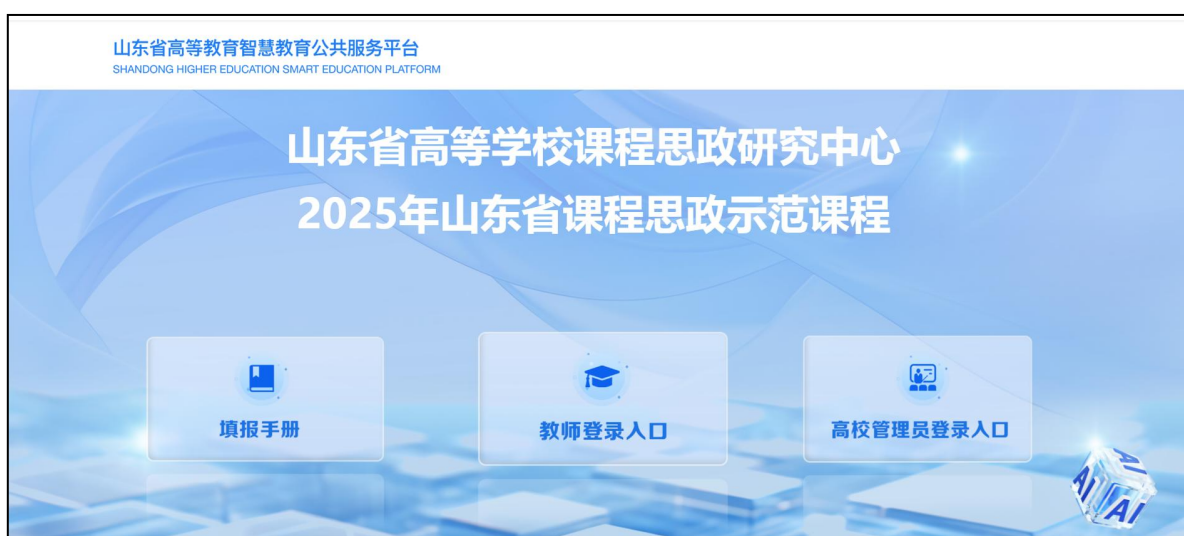 山东省高等教育智慧教育公共服务平台
SHANDONG HIGHER EDUCATION SMART EDUCATION PLATFORM
山东省高等学校课程思政研究中心
2025年山东省课程思政示范课程
填报手册
教师登录入口
高校管理员登录入口
AI
AI
AI